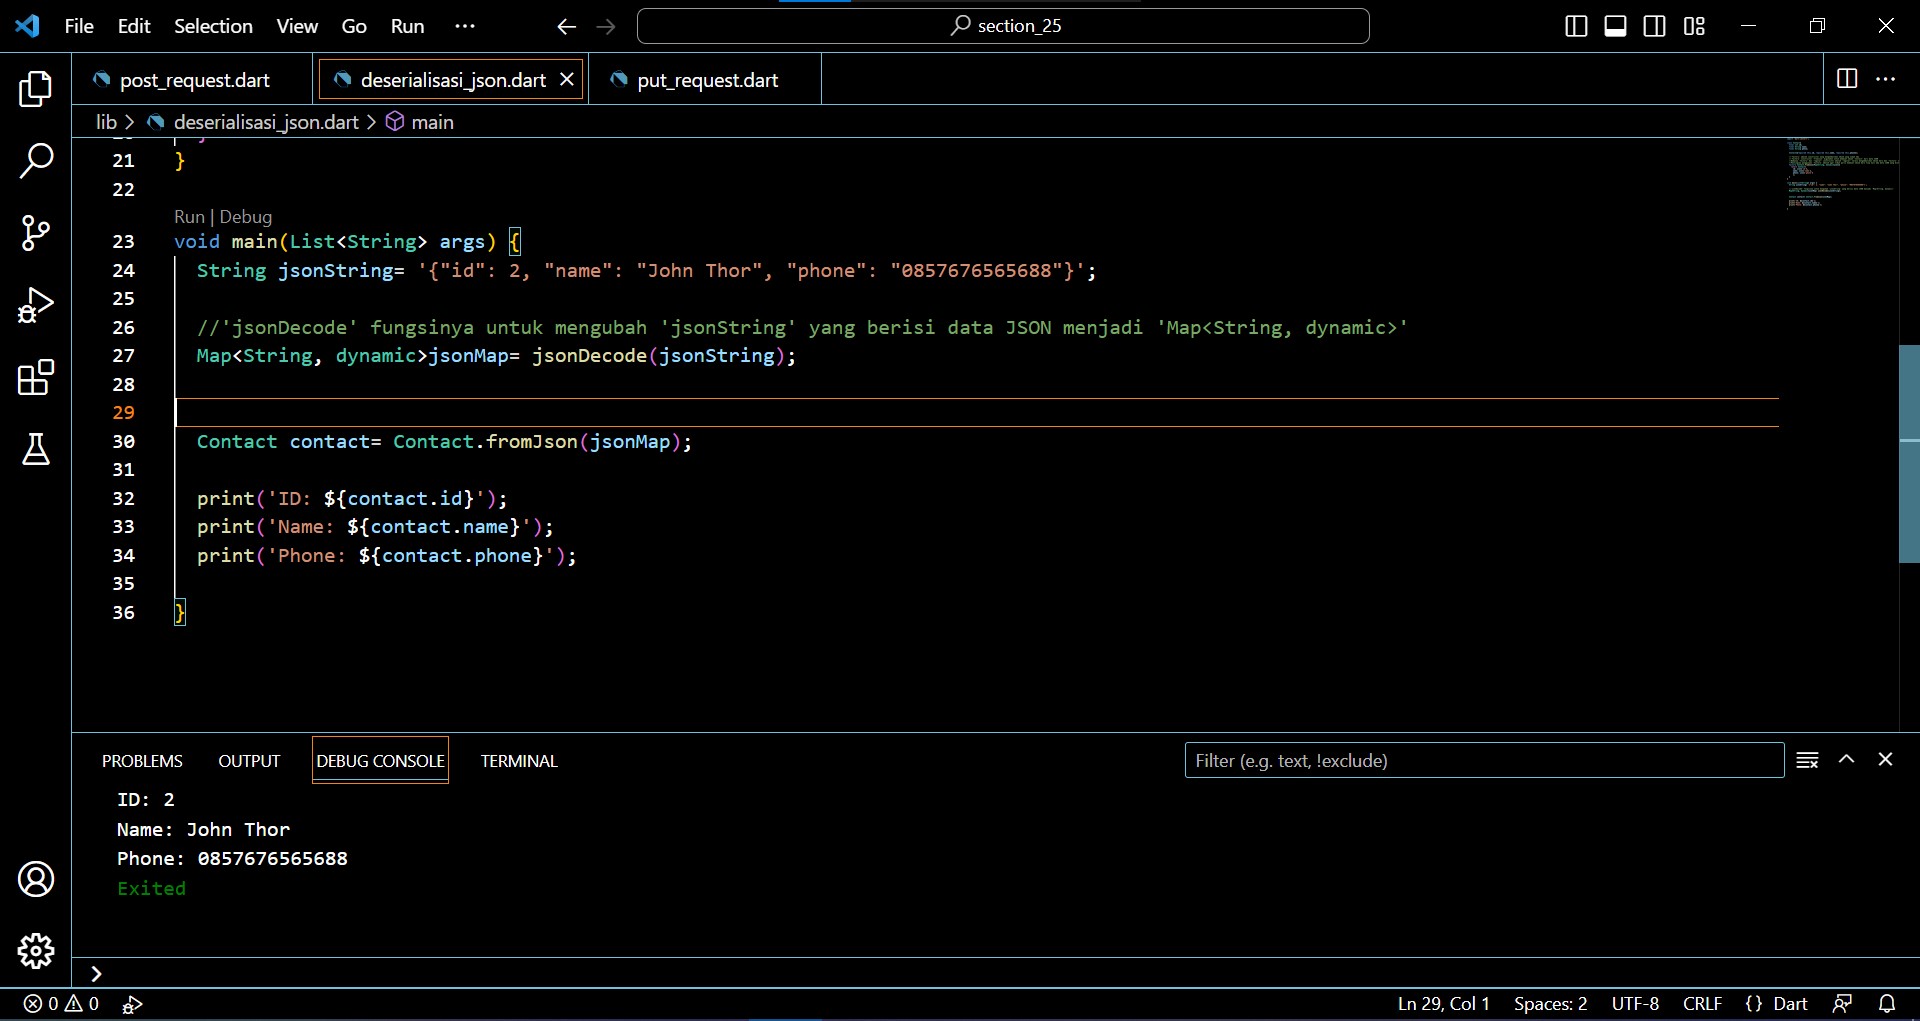 File Edit Selection View Go Run ··· section_25
post_request.dart deserialisasi_json.dart put_request.dart
lib > deserialisasi_json.dart > main
21 }
22
Run | Debug
23 void main(List<String> args) {
24 String jsonString= '{"id": 2, "name": "John Thor", "phone": "0857676565688"}';
25
26 //'jsonDecode' fungsinya untuk mengubah 'jsonString' yang berisi data JSON menjadi 'Map<String, dynamic>'
27 Map<String, dynamic>jsonMap= jsonDecode(jsonString);
28
29
30 Contact contact= Contact.fromJson(jsonMap);
31
32 print('ID: ${contact.id}');
33 print('Name: ${contact.name}');
34 print('Phone: ${contact.phone}');
35
36 }
PROBLEMS OUTPUT DEBUG CONSOLE TERMINAL Filter (e.g. text, !exclude)
ID: 2
Name: John Thor
Phone: 0857676565688
Exited
0 0 Ln 29, Col 1 Spaces: 2 UTF-8 CRLF {} Dart